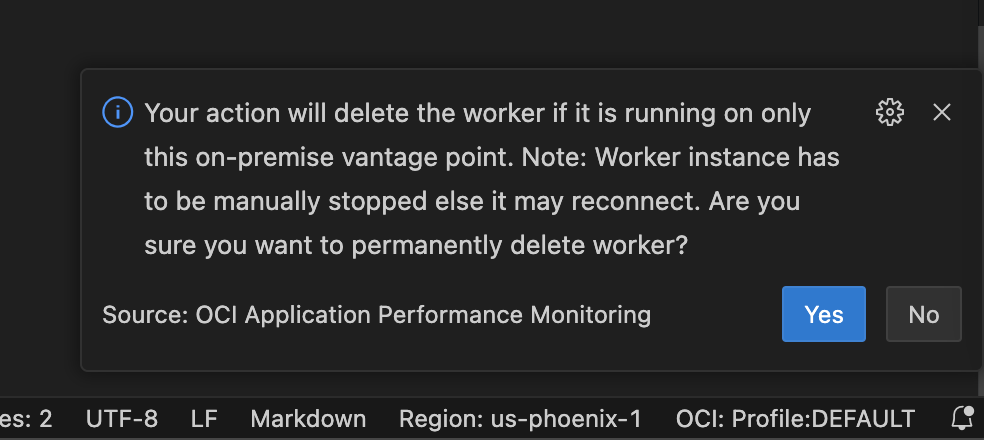 Your action will delete the worker if it is running on only
this on-premise vantage point. Note: Worker instance has
to be manually stopped else it may reconnect. Are you
sure you want to permanently delete worker?
Source: OCI Application Performance Monitoring
Yes
No
es: 2 UTF-8 LF Markdown Region: us-phoenix-1 OCI: Profile:DEFAULT